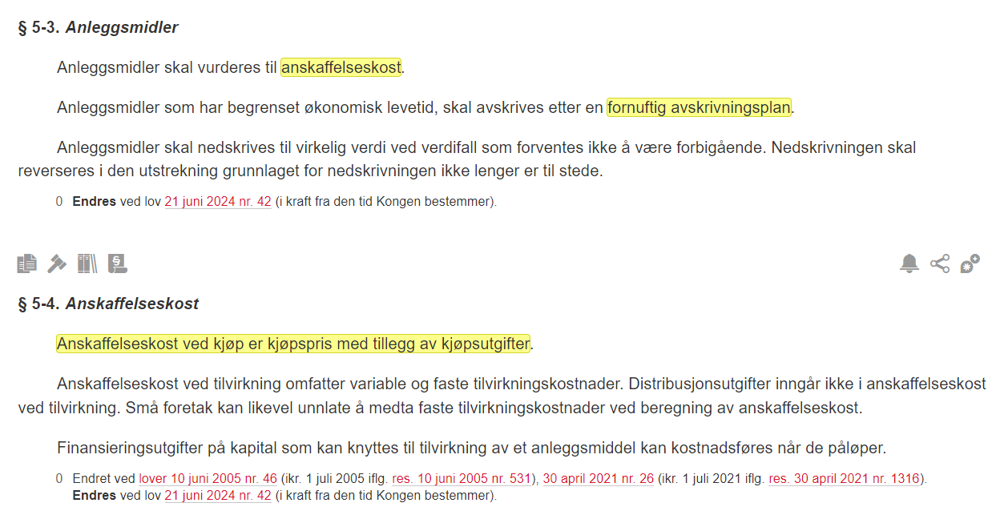 § 5-3. Anleggsmidler
Anleggsmidler skal vurderes til anskaffelseskost.
Anleggsmidler som har begrenset økonomisk levetid, skal avskrives etter en fornuftig avskrivningsplan.
Anleggsmidler skal nedskrives til virkelig verdi ved verdifall som forventes ikke å være forbigående. Nedskrivningen skal
reverseres i den utstrekning grunnlaget for nedskrivningen ikke lenger er til stede.
0 Endres ved lov 21 juni 2024 nr. 42 (i kraft fra den tid Kongen bestemmer).
§ 5-4. Anskaffelseskost
Anskaffelseskost ved kjøp er kjøpspris med tillegg av kjøpsutgifter.
Anskaffelseskost ved tilvirkning omfatter variable og faste tilvirkningskostnader. Distribusjonsutgifter inngår ikke i anskaffelseskost
ved tilvirkning. Små foretak kan likevel unnlate å medta faste tilvirkningskostnader ved beregning av anskaffelseskost.
Finansieringsutgifter på kapital som kan knyttes til tilvirkning av et anleggsmiddel kan kostnadsføres når de påløper.
0 Endret ved lover 10 juni 2005 nr. 46 (ikr. 1 juli 2005 iflg. res. 10 juni 2005 nr. 531), 30 april 2021 nr. 26 (ikr. 1 juli 2021 iflg. res. 30 april 2021 nr. 1316).
Endres ved lov 21 juni 2024 nr. 42 (i kraft fra den tid Kongen bestemmer).